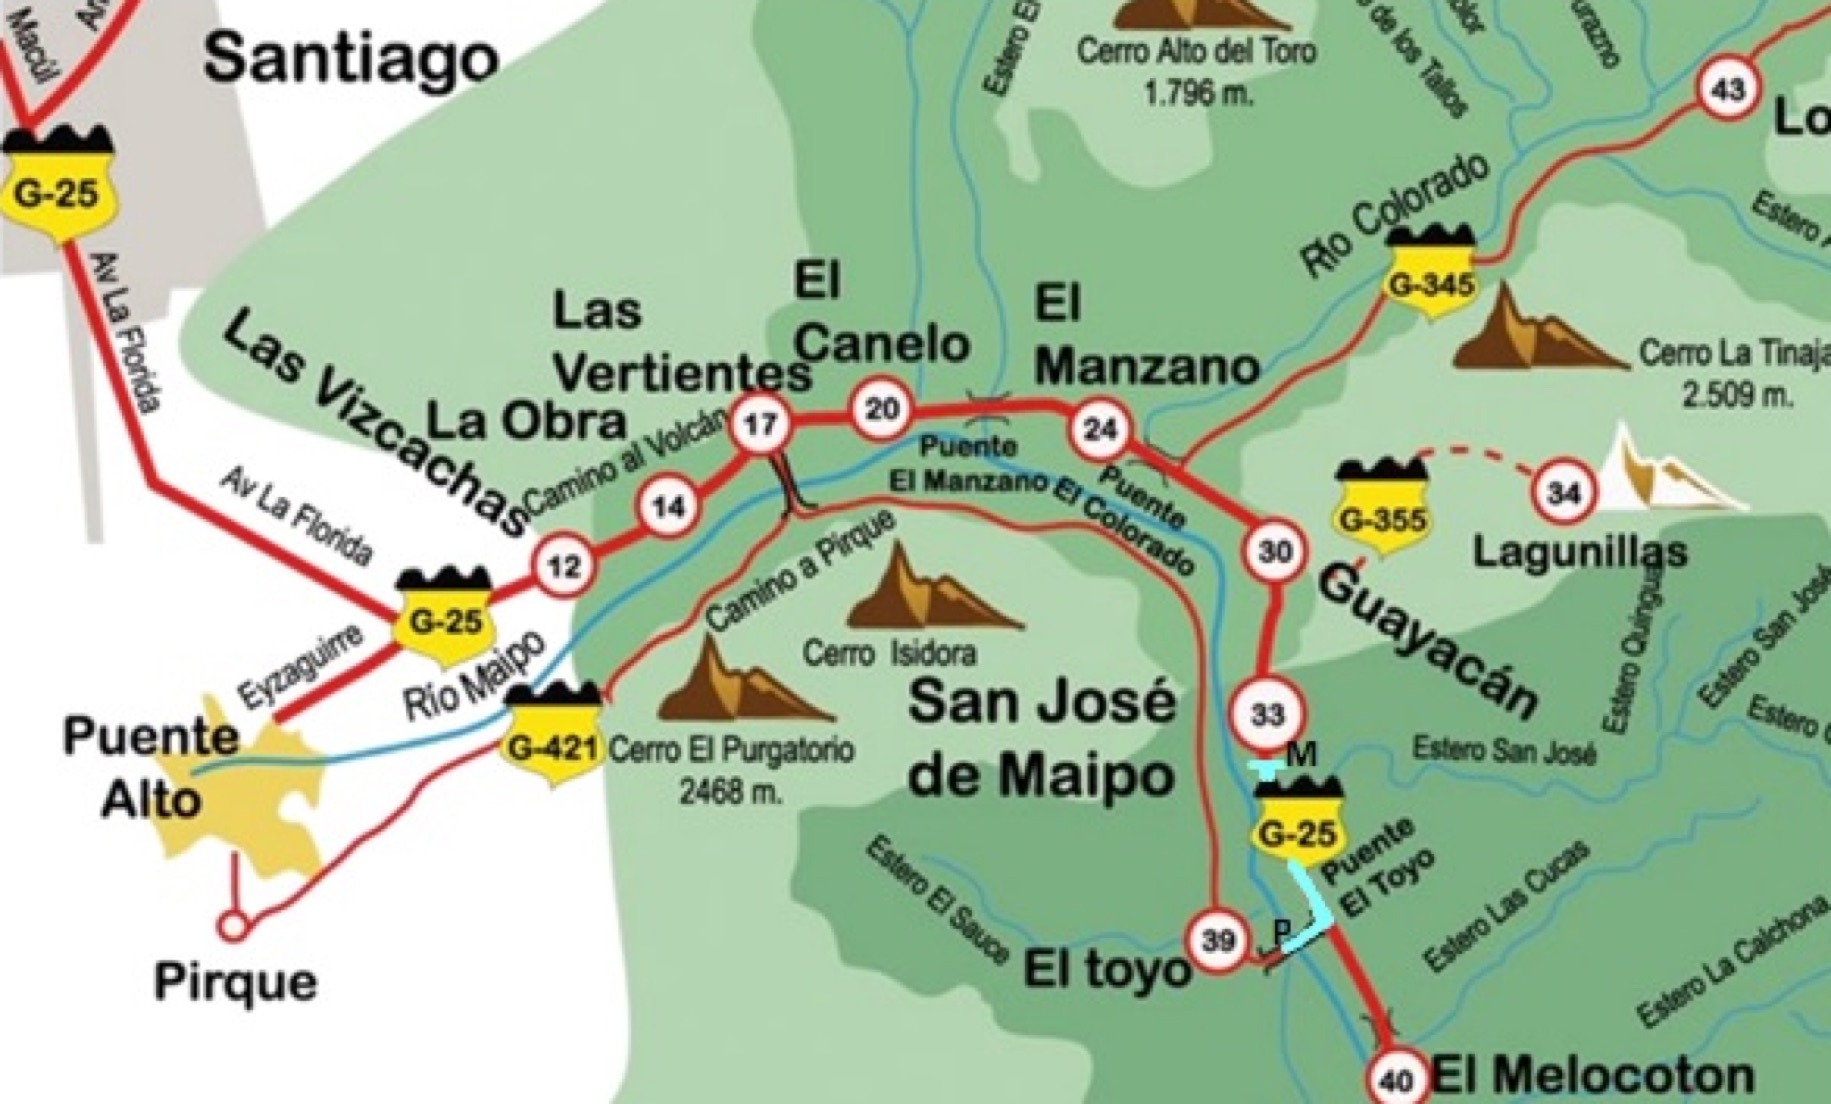 Macúl
Santiago
Estero El
Cerro Alto del Toro
1.796 m.
de los Tallos
43
Lo
G-25
Río Colorado
Estero
G-345
Av La Florida
Las Vizcachas
Las
Vertientes
El
Canelo
El
Manzano
Cerro La Tinaja
2.509 m.
La Obra
Camino al Volcán
17
20
24
Puente
El Manzano
Puente
El Colorado
Av La Florida
14
12
30
G-355
34
Lagunillas
Guayacán
G-25
Eyzaguirre
Río Maipo
Camino a Pirque
Cerro Isidora
San José
de Maipo
33
M
Estero San José
Estero Quingua
Estero San José
Estero
Puente
Alto
G-421
Cerro El Purgatorio
2468 m.
G-25
Puente
El Toyo
Estero El Sauce
Estero Las Cucas
Estero La Calchona
39
P
El toyo
Pirque
40
El Melocoton